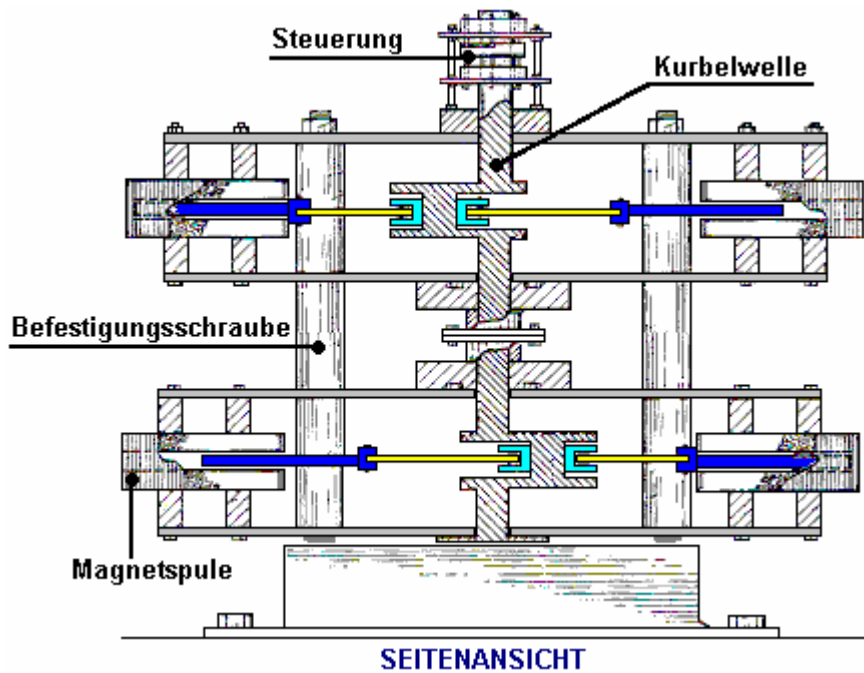 Steuerung
Kurbelwelle
Befestigungsschraube
Magnetspule
SEITENANSICHT